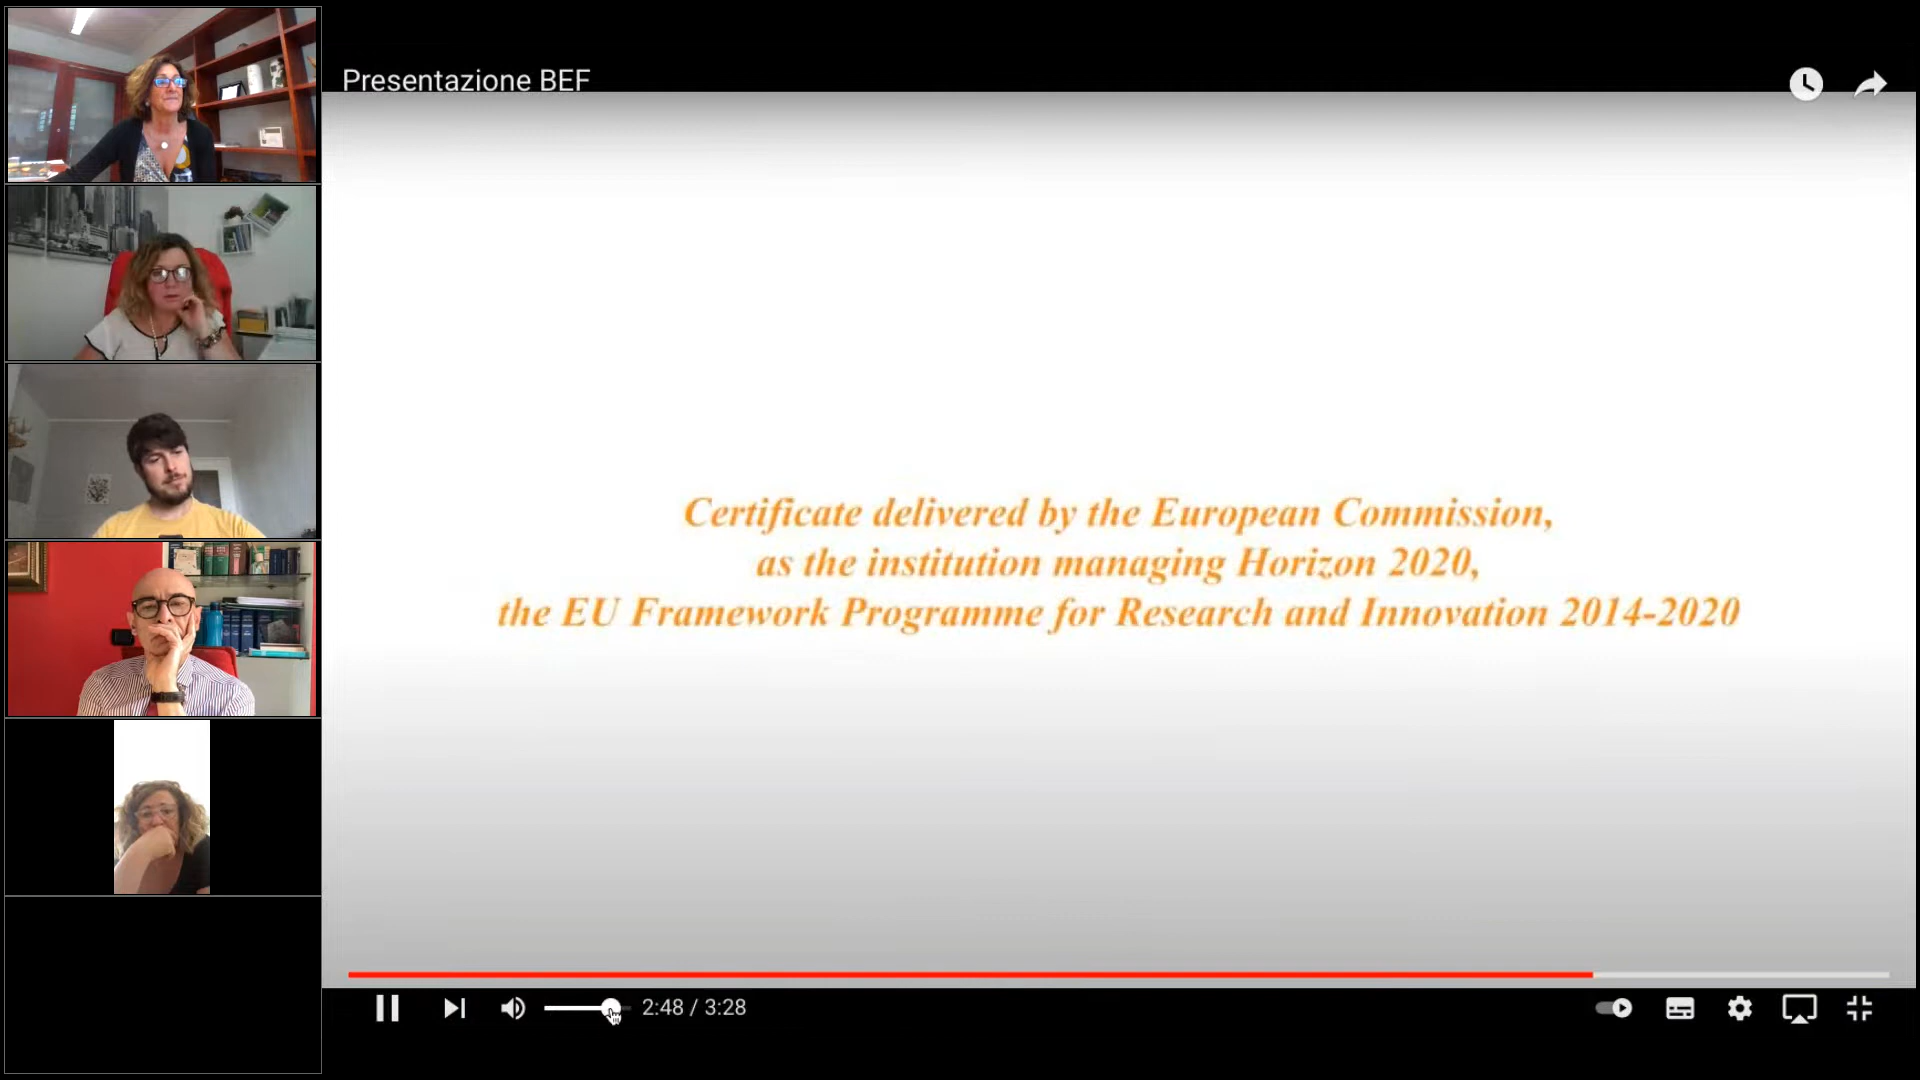 Presentazione BEF
Certificate delivered by the European Commission,
as the institution managing Horizon 2020,
the EU Framework Programme for Research and Innovation 2014-2020
2:48 / 3:28